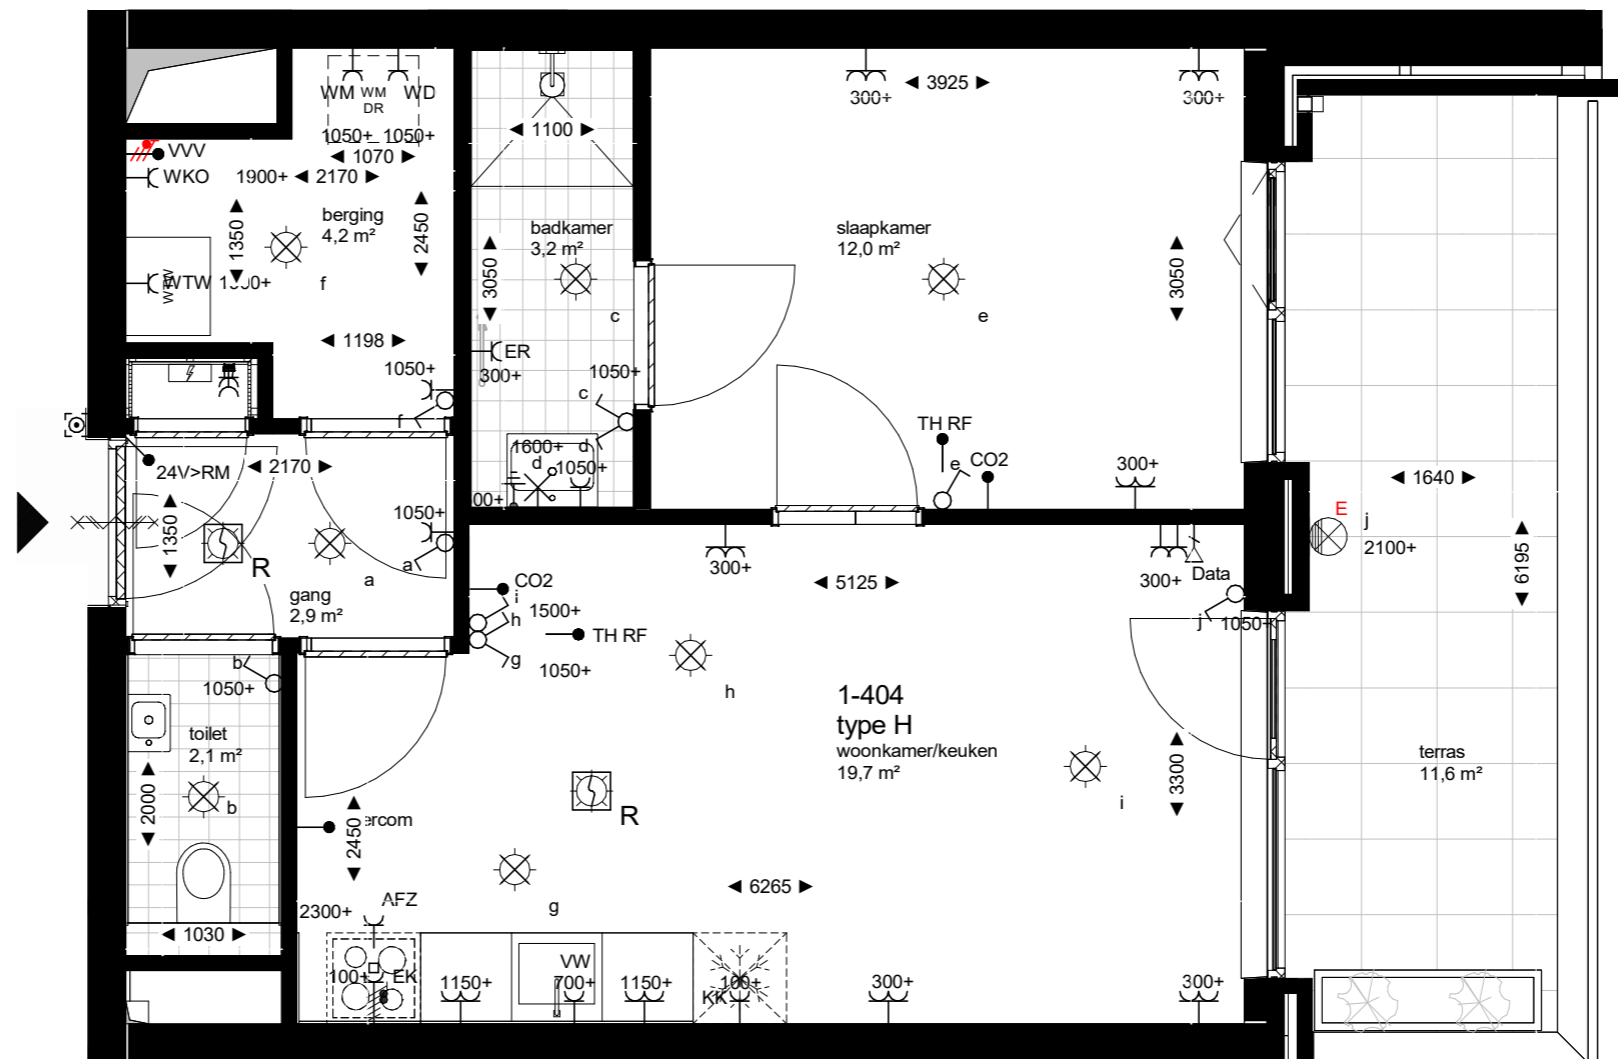 WM
WM
DR
WD
1050+
1050+
1070
VVV
WKO
1900+
2170
1350
berging
4,2 m²
2450
WTW
WTW
f
1198
1050+
f
1100
badkamer
3,2 m²
3050
c
ER
300+
1050+
c
d
1600+
d
1050+
300+
3925
300+
slaapkamer
12,0 m²
3050
e
TH RF
e
CO2
300+
24V>RM
2170
1350
R
a
1050+
a
gang
2,9 m²
1640
E
j
2100+
6195
300+
5125
300+
Data
j
1050+
CO2
i
h
1500+
TH RF
g
1050+
h
b
1050+
toilet
2,1 m²
2000
b
1030
1-404
type H
woonkamer/keuken
19,7 m²
3300
i
terras
11,6 m²
R
2450
g
6265
2300+
AFZ
100+
EK
1150+
VW
700+
1150+
100+
KK
300+
300+